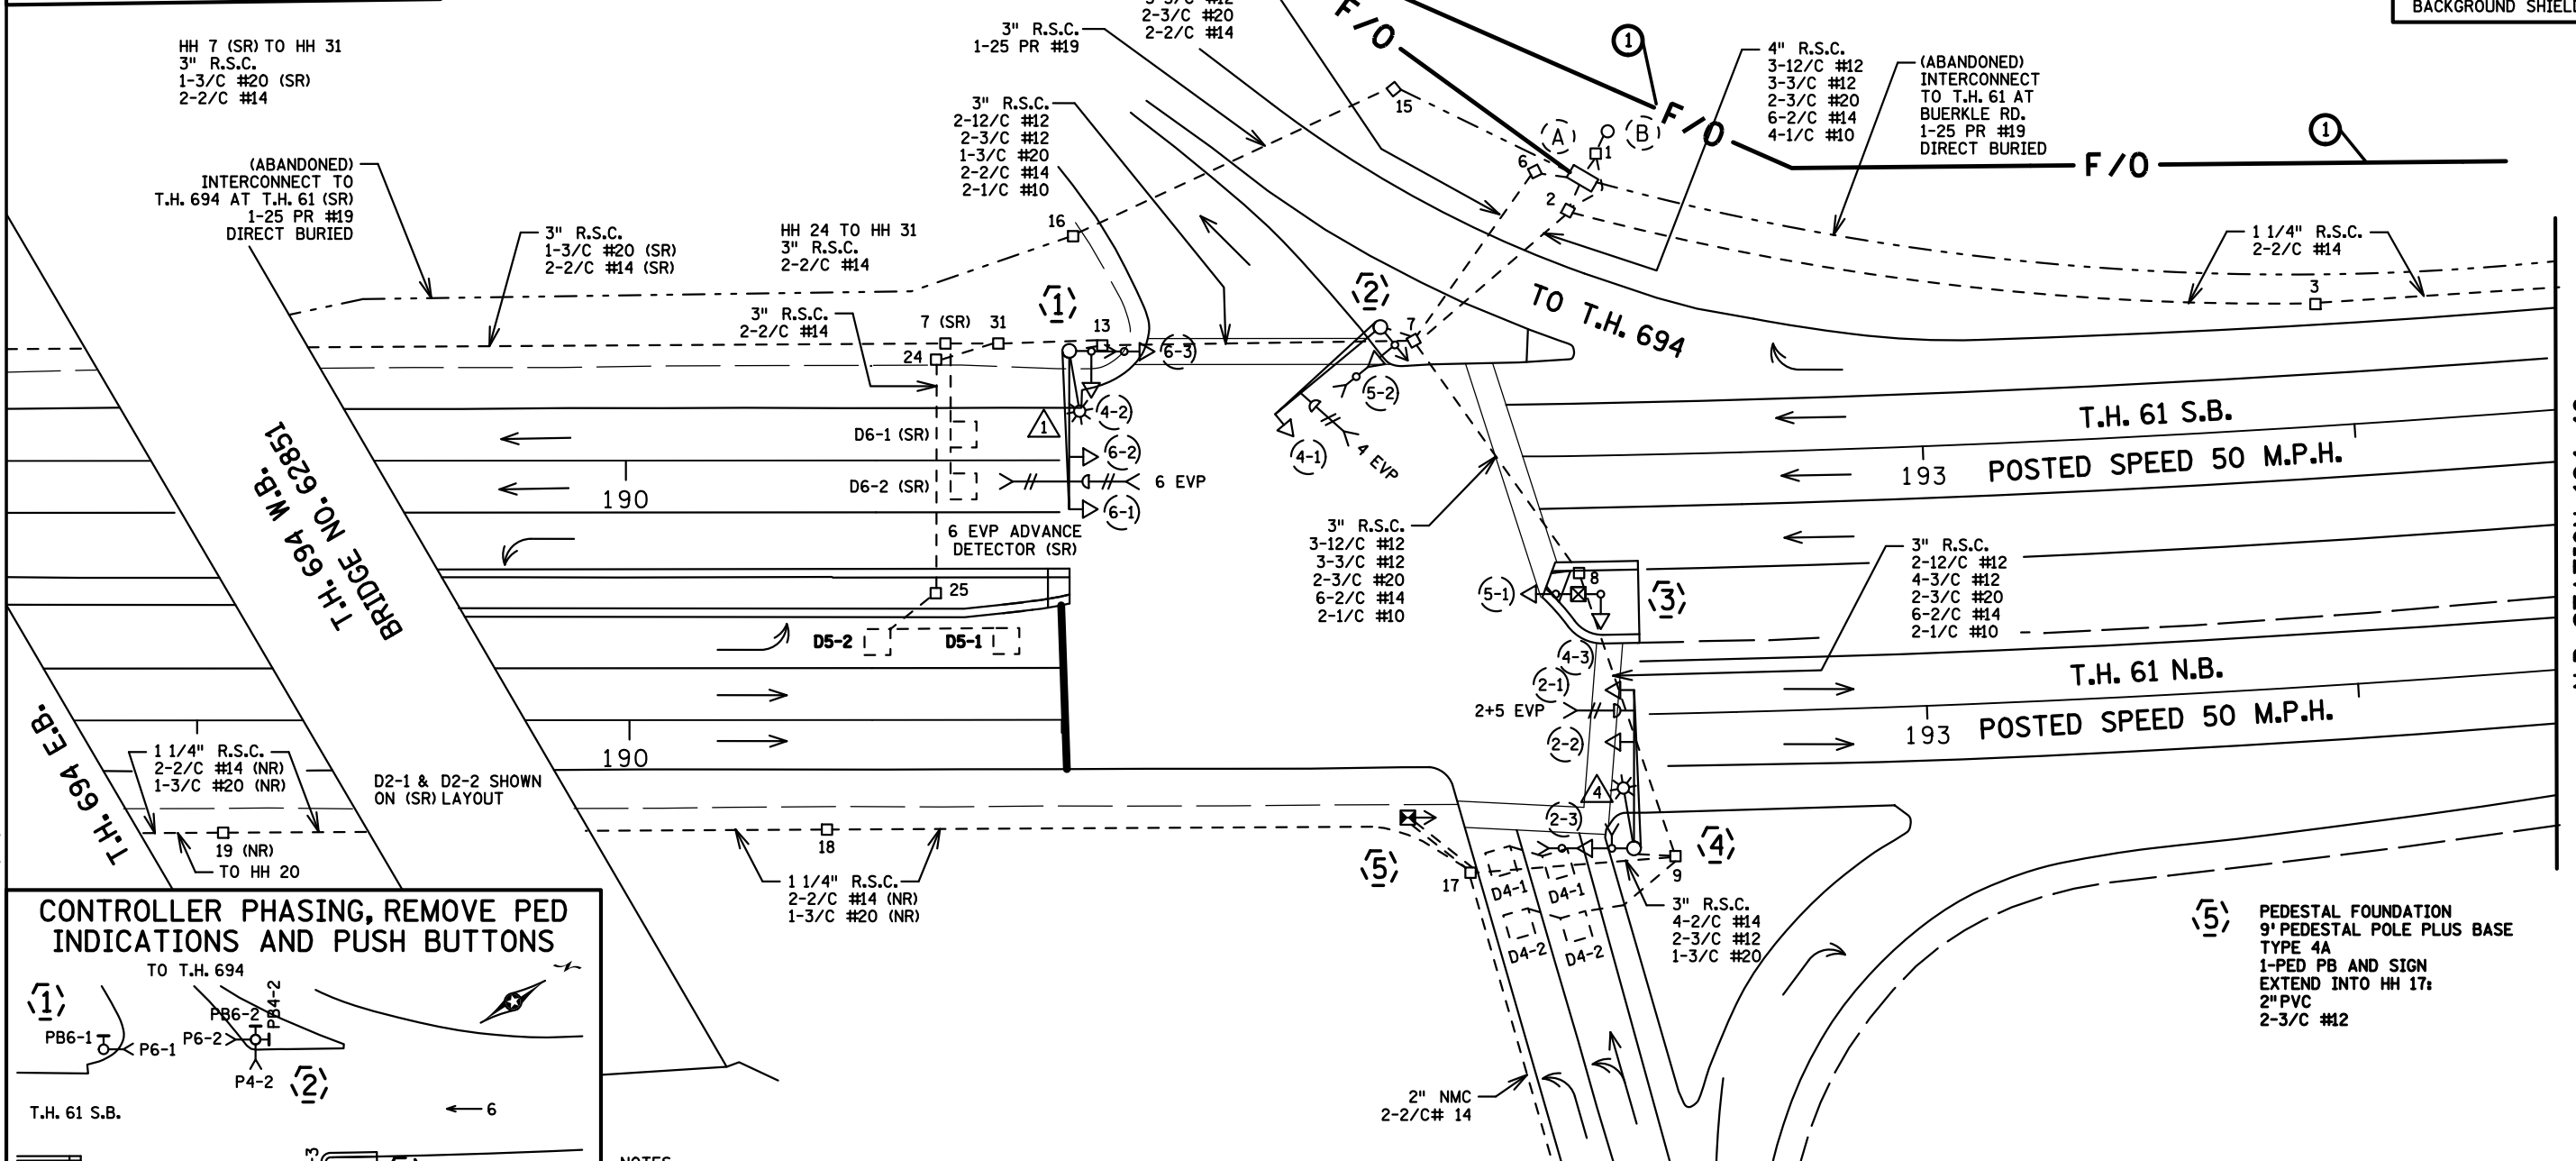 BACKGROUND SHIELD
HH 7 (SR) TO HH 31
3" R.S.C.
1-3/C #20 (SR)
2-2/C #14
3" R.S.C.
1-25 PR #19
2-3/C #20
2-2/C #14
F/O
1
4" R.S.C.
3-12/C #12
3-3/C #12
2-3/C #20
6-2/C #14
4-1/C #10
(ABANDONED)
INTERCONNECT
TO T.H. 61 AT
BUERKLE RD.
1-25 PR #19
DIRECT BURIED
1
F/O
F/O
15
A
B
1
6
2
3" R.S.C.
2-12/C #12
2-3/C #12
1-3/C #20
2-2/C #14
2-1/C #10
(ABANDONED)
INTERCONNECT TO
T.H. 694 AT T.H. 61 (SR)
1-25 PR #19
DIRECT BURIED
3" R.S.C.
1-3/C #20 (SR)
2-2/C #14 (SR)
HH 24 TO HH 31
3" R.S.C.
2-2/C #14
16
1 1/4" R.S.C.
2-2/C #14
3
3" R.S.C.
2-2/C #14
7 (SR)
31
1
13
2
7
TO T.H. 694
24
6-3
5-2
4-2
1
4-1
4 EVP
D6-1 (SR)
6-2
D6-2 (SR)
6 EVP
6-1
190
6 EVP ADVANCE
DETECTOR (SR)
T.H. 61 S.B.
193
POSTED SPEED 50 M.P.H.
BRIDGE NO. 62851
T.H. 694 W.B.
3" R.S.C.
3-12/C #12
3-3/C #12
2-3/C #20
6-2/C #14
2-1/C #10
3" R.S.C.
2-12/C #12
4-3/C #12
2-3/C #20
6-2/C #14
2-1/C #10
25
5-1
8
3
D5-2
D5-1
4-3
2-1
2+5 EVP
2-2
T.H. 61 N.B.
193
POSTED SPEED 50 M.P.H.
T.H. 694 E.B.
190
1 1/4" R.S.C.
2-2/C #14 (NR)
1-3/C #20 (NR)
D2-1 & D2-2 SHOWN
ON (SR) LAYOUT
4
2-3
19 (NR)
TO HH 20
18
5
17
4
9
1 1/4" R.S.C.
2-2/C #14 (NR)
1-3/C #20 (NR)
D4-1
D4-1
D4-2
D4-2
3" R.S.C.
4-2/C #14
2-3/C #12
1-3/C #20
5
PEDESTAL FOUNDATION
9' PEDESTAL POLE PLUS BASE
TYPE 4A
1-PED PB AND SIGN
EXTEND INTO HH 17:
2" PVC
2-3/C #12
2" NMC
2-2/C# 14
CONTROLLER PHASING, REMOVE PED
INDICATIONS AND PUSH BUTTONS
TO T.H. 694
1
PB6-1
P6-1
PB6-2
PB4-2
P6-2
P4-2
2
T.H. 61 S.B.
6